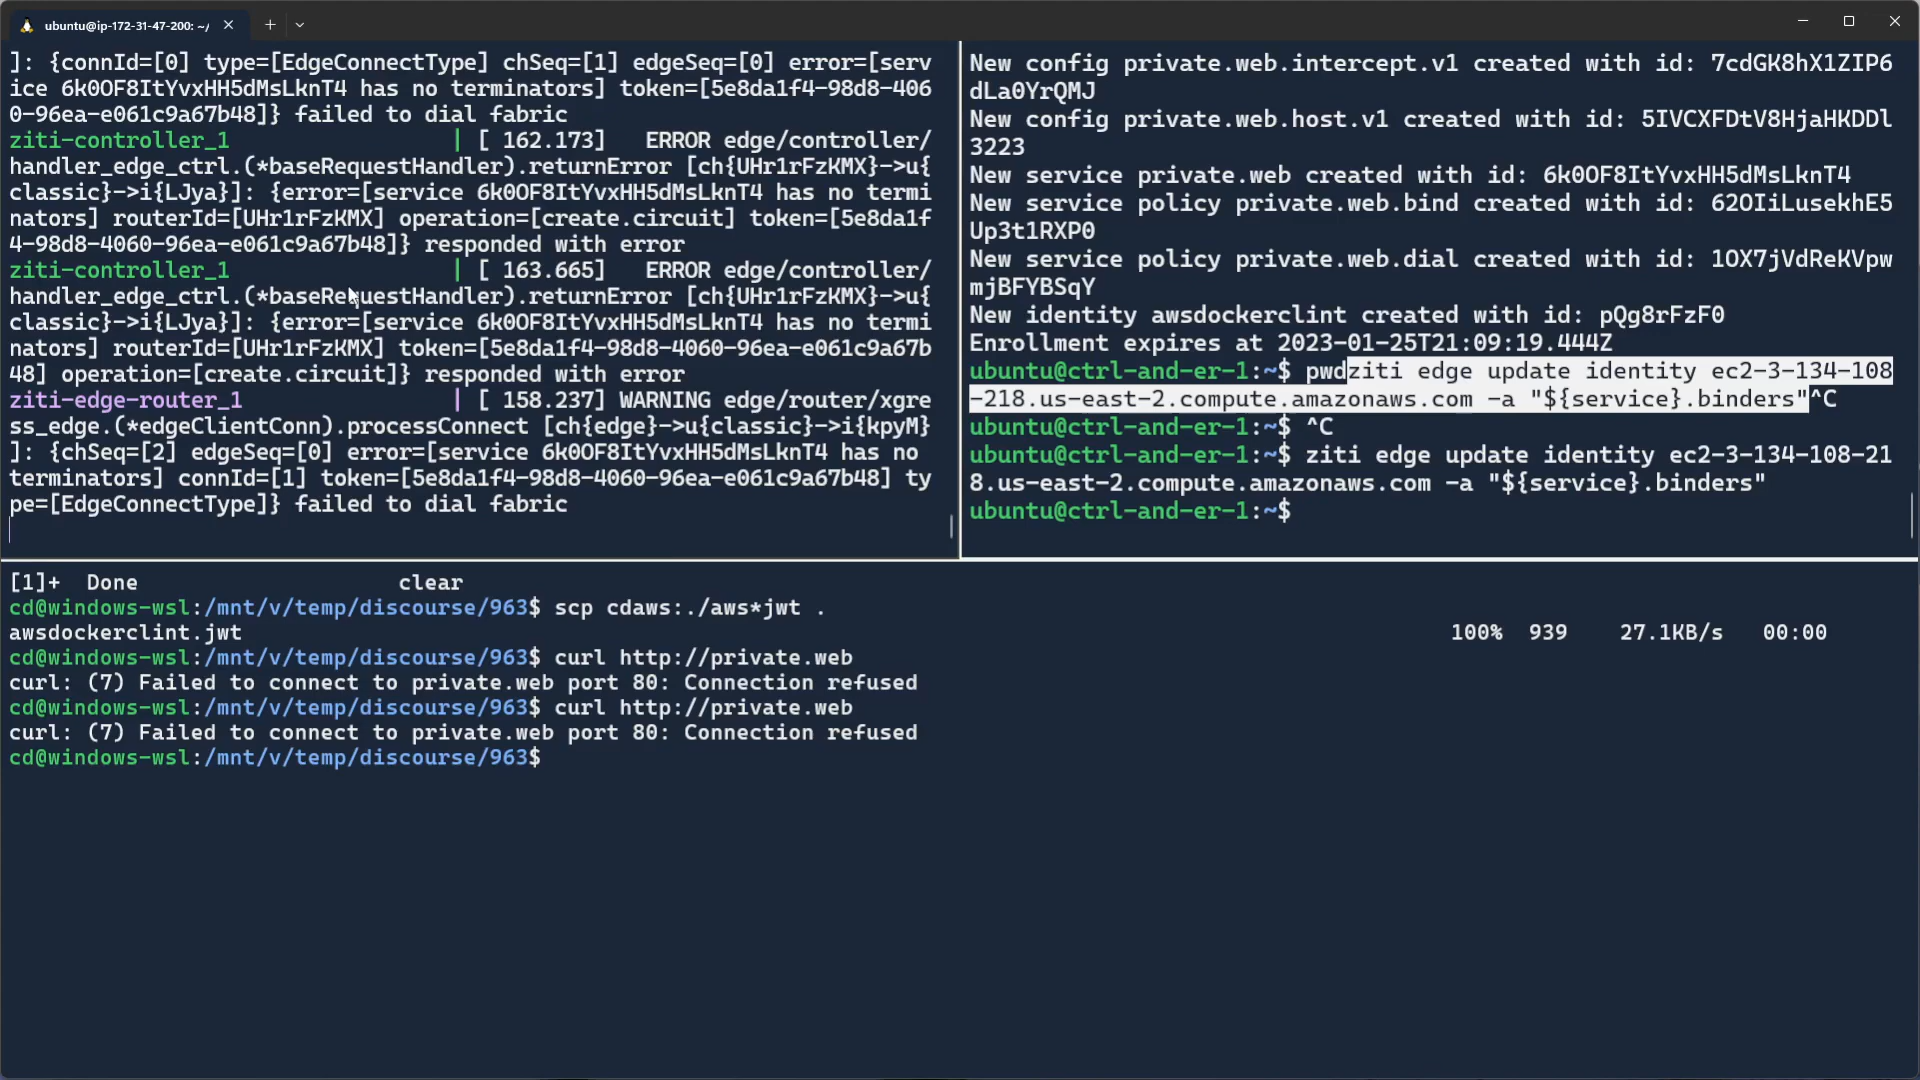 ubuntu@ip-172-31-47-200: ~/
]: {connId=[0] type=[EdgeConnectType] chSeq=[1] edgeSeq=[0] error=[serv
ice 6k0OF8ItYvxHH5dMsLknT4 has no terminators] token=[5e8da1f4-98d8-406
0-96ea-e061c9a67b48]} failed to dial fabric
ziti-controller_1 | [ 162.173] ERROR edge/controller/
handler_edge_ctrl.(*baseRequestHandler).returnError [ch{UHr1rFzKMX}->u{
classic}->i{LJya}]: {error=[service 6k0OF8ItYvxHH5dMsLknT4 has no termi
nators] routerId=[UHr1rFzKMX] operation=[create.circuit] token=[5e8da1f
4-98d8-4060-96ea-e061c9a67b48]} responded with error
ziti-controller_1 | [ 163.665] ERROR edge/controller/
handler_edge_ctrl.(*baseRequestHandler).returnError [ch{UHr1rFzKMX}->u{
classic}->i{LJya}]: {error=[service 6k0OF8ItYvxHH5dMsLknT4 has no termi
nators] routerId=[UHr1rFzKMX] token=[5e8da1f4-98d8-4060-96ea-e061c9a67b
48] operation=[create.circuit]} responded with error
ziti-edge-router_1 | [ 158.237] WARNING edge/router/xgre
ss_edge.(*edgeClientConn).processConnect [ch{edge}->u{classic}->i{kpyM}
]: {chSeq=[2] edgeSeq=[0] error=[service 6k0OF8ItYvxHH5dMsLknT4 has no
terminators] connId=[1] token=[5e8da1f4-98d8-4060-96ea-e061c9a67b48] ty
pe=[EdgeConnectType]} failed to dial fabric
New config private.web.intercept.v1 created with id: 7cdGK8hX1ZIP6
dLa0YrQMJ
New config private.web.host.v1 created with id: 5IVCXFDtV8HjaHKDDl
3223
New service private.web created with id: 6k0OF8ItYvxHH5dMsLknT4
New service policy private.web.bind created with id: 62OIiLusekhE5
Up3t1RXP0
New service policy private.web.dial created with id: 1OX7jVdReKVpw
mjBFYBSqY
New identity awsdockerclint created with id: pQg8rFzF0
Enrollment expires at 2023-01-25T21:09:19.444Z
ubuntu@ctrl-and-er-1:~$ pwdziti edge update identity ec2-3-134-108
-218.us-east-2.compute.amazonaws.com -a "${service}.binders"^C
ubuntu@ctrl-and-er-1:~$ ^C
ubuntu@ctrl-and-er-1:~$ ziti edge update identity ec2-3-134-108-21
8.us-east-2.compute.amazonaws.com -a "${service}.binders"
ubuntu@ctrl-and-er-1:~$
[1]+ Done clear
cd@windows-wsl:/mnt/v/temp/discourse/963$ scp cdaws:./aws*jwt .
awsdockerclint.jwt 100% 939 27.1KB/s 00:00
cd@windows-wsl:/mnt/v/temp/discourse/963$ curl http://private.web
curl: (7) Failed to connect to private.web port 80: Connection refused
cd@windows-wsl:/mnt/v/temp/discourse/963$ curl http://private.web
curl: (7) Failed to connect to private.web port 80: Connection refused
cd@windows-wsl:/mnt/v/temp/discourse/963$